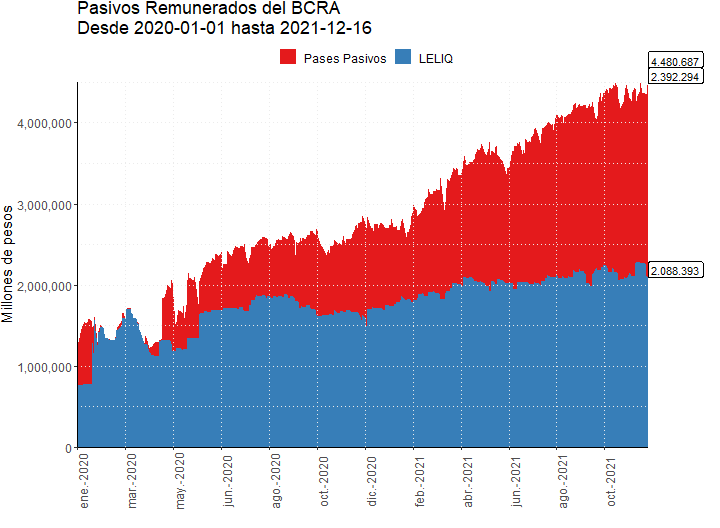 Pasivos Remunerados del BCRA
Desde 2020-01-01 hasta 2021-12-16
Pases Pasivos LELIQ
4.480.687
2.392.294
2.088.393
Millones de pesos
4,000,000
3,000,000
2,000,000
1,000,000
0
ene.-2020
mar.-2020
may.-2020
jun.-2020
ago.-2020
oct.-2020
dic.-2020
feb.-2021
abr.-2021
jun.-2021
ago.-2021
oct.-2021